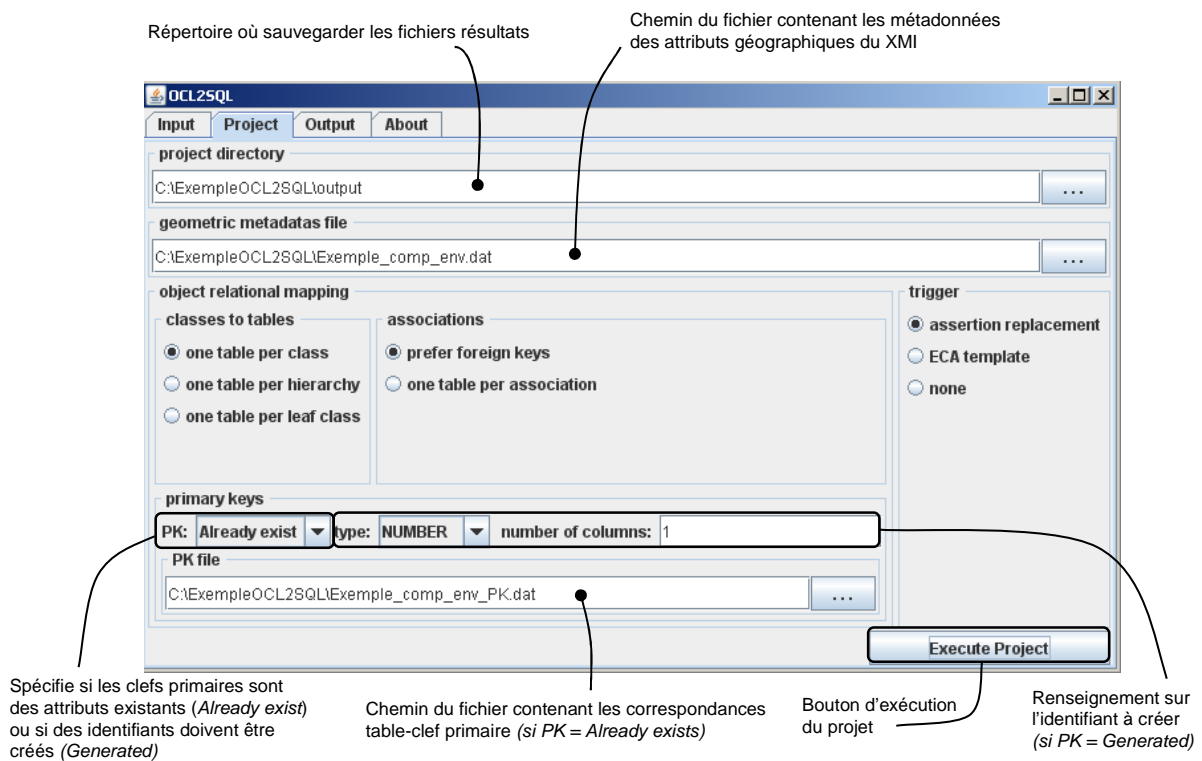 Répertoire où sauvegarder les fichiers résultats
Chemin du fichier contenant les métadonnées
des attributs géographiques du XMI
OCL2SQL
Input Project Output About
project directory
C:\ExempleOCL2SQL\output ...
geometric metadatas file
C:\ExempleOCL2SQL\Exemple_comp_env.dat ...
object relational mapping
classes to tables
one table per class
one table per hierarchy
one table per leaf class
associations
prefer foreign keys
one table per association
trigger
assertion replacement
ECA template
none
primary keys
PK: Already exist type: NUMBER number of columns: 1
PK file
C:\ExempleOCL2SQL\Exemple_comp_env_PK.dat ...
Execute Project
Spécifie si les clefs primaires sont
des attributs existants (Already exist)
ou si des identifiants doivent être
créés (Generated)
Chemin du fichier contenant les correspondances
table-clef primaire (si PK = Already exists)
Bouton d'exécution
du projet
Renseignement sur
l'identifiant à créer
(si PK = Generated)